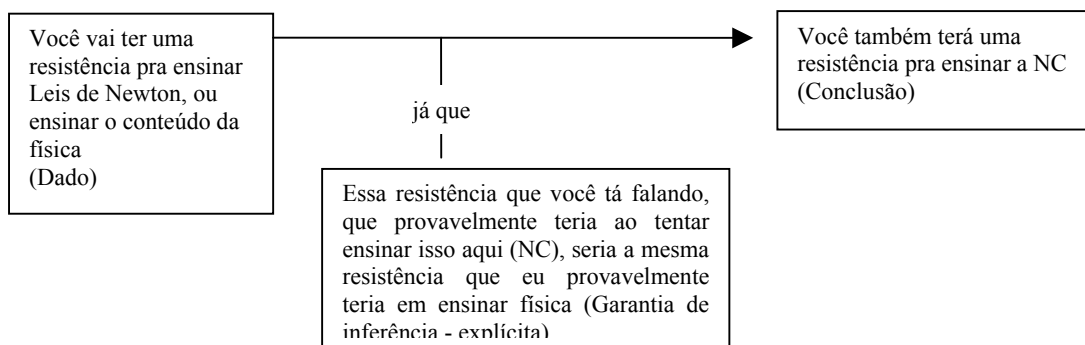 Você vai ter uma
resistência pra ensinar
Leis de Newton, ou
ensinar o conteúdo da
física
(Dado)
já que
Você também terá uma
resistência pra ensinar a NC
(Conclusão)
Essa resistência que você tá falando,
que provavelmente teria ao tentar
ensinar isso aqui (NC), seria a mesma
resistência que eu provavelmente
teria em ensinar física (Garantia de
inferência - explícita)